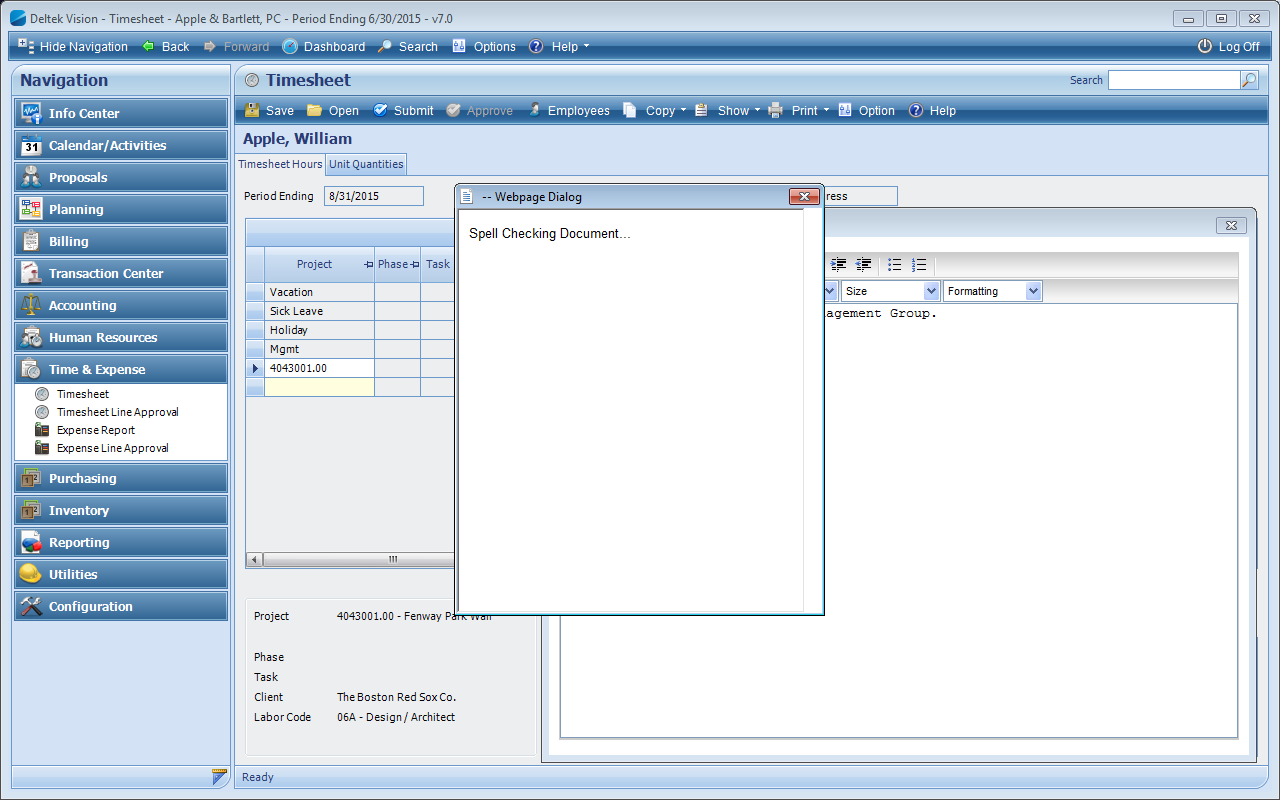 Deltek Vision - Timesheet - Apple & Bartlett, PC - Period Ending 6/30/2015 - v7.0
Hide Navigation Back Forward Dashboard Search Options Help Log Off
Navigation
Info Center
31 Calendar/Activities
Proposals
Planning
Billing
Transaction Center
Accounting
Human Resources
Time & Expense
Timesheet
Timesheet Line Approval
Expense Report
Expense Line Approval
Purchasing
Inventory
Reporting
Utilities
Configuration
Timesheet Search
Save Open Submit Approve Employees Copy Show Print Option Help
Apple, William
Timesheet Hours Unit Quantities
Period Ending 8/31/2015 ress
Project Phase Task
Vacation
Sick Leave
Holiday
Mgmt
4043001.00
-- Webpage Dialog
Spell Checking Document...
Size Formatting
agement Group.
Project 4043001.00 - Fenway Park Wall
Phase
Task
Client The Boston Red Sox Co.
Labor Code 06A - Design / Architect
Ready